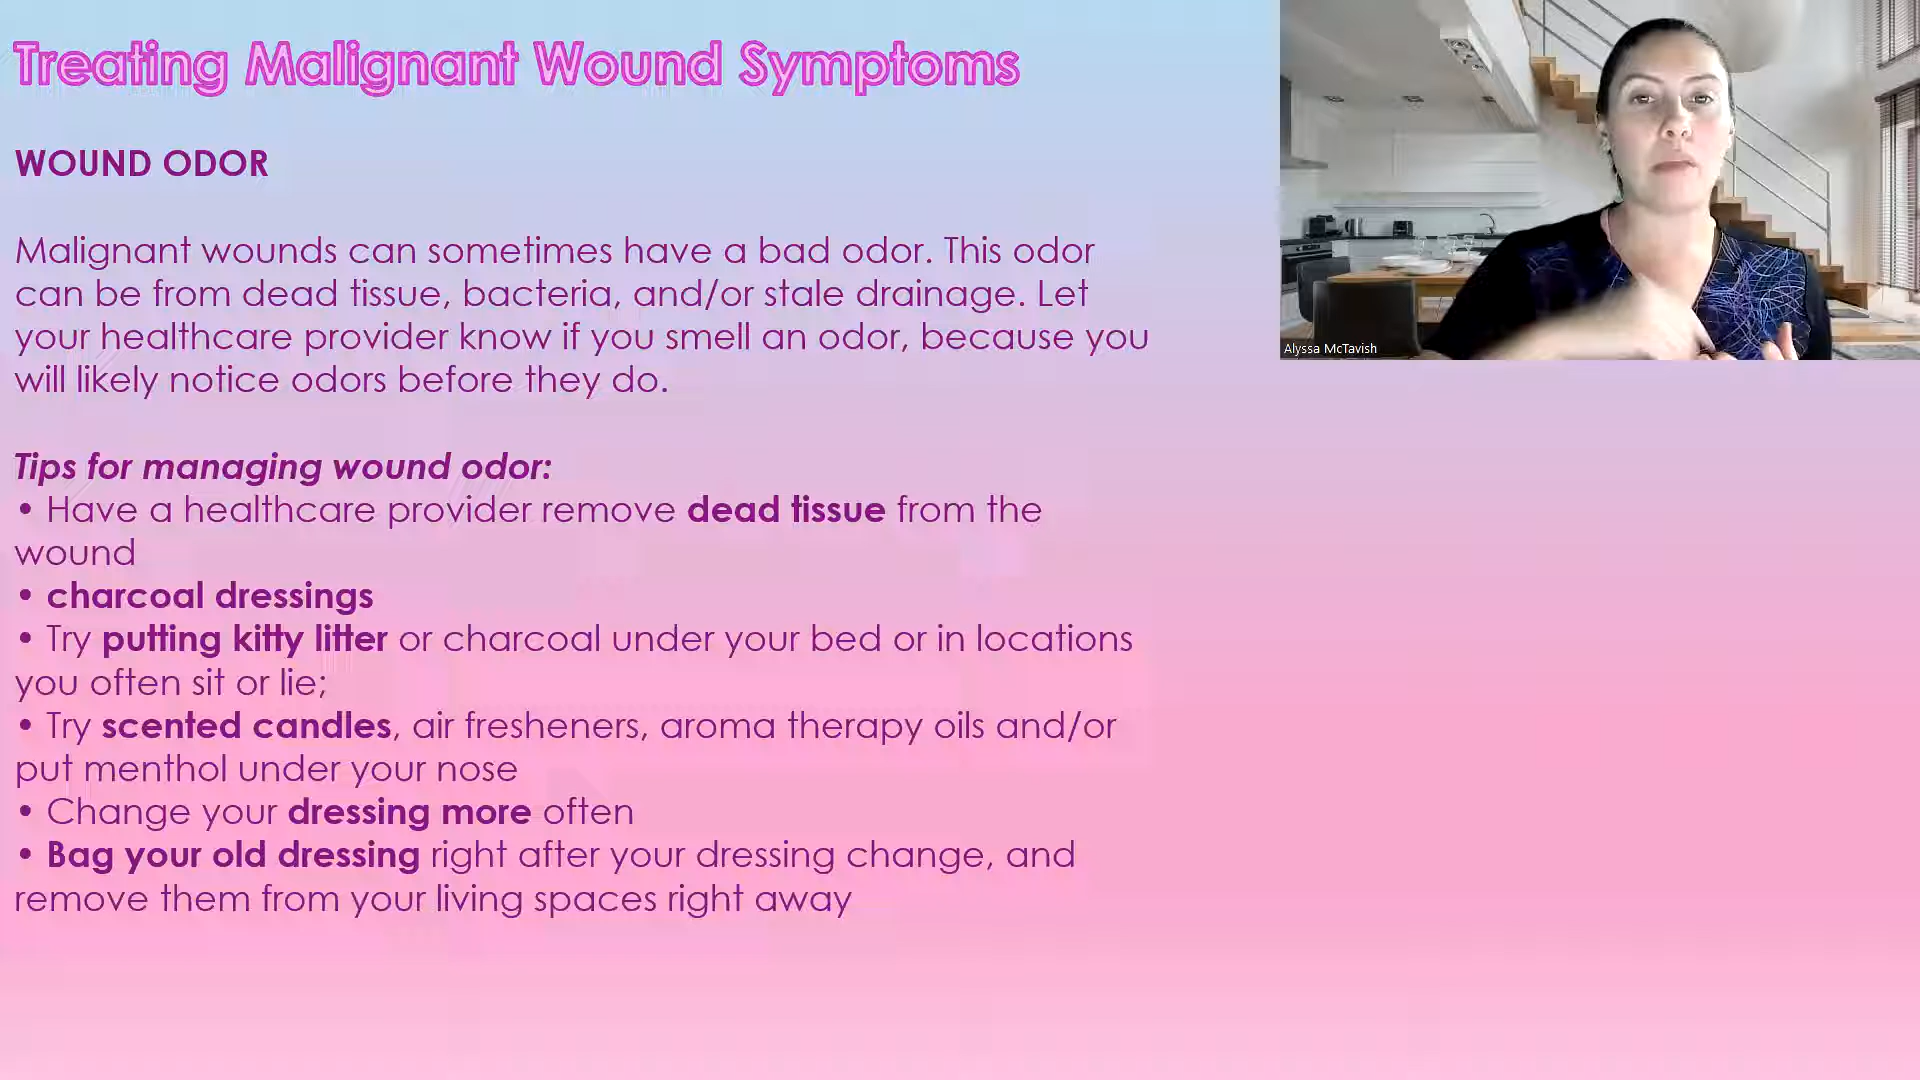 Treating Malignant Wound Symptoms
WOUND ODOR
Malignant wounds can sometimes have a bad odor. This odor
can be from dead tissue, bacteria, and/or stale drainage. Let
your healthcare provider know if you smell an odor, because you
will likely notice odors before they do.
Tips for managing wound odor:
• Have a healthcare provider remove dead tissue from the
wound
• charcoal dressings
• Try putting kitty litter or charcoal under your bed or in locations
you often sit or lie;
• Try scented candles, air fresheners, aroma therapy oils and/or
put menthol under your nose
• Change your dressing more often
• Bag your old dressing right after your dressing change, and
remove them from your living spaces right away
Alyssa McTavish